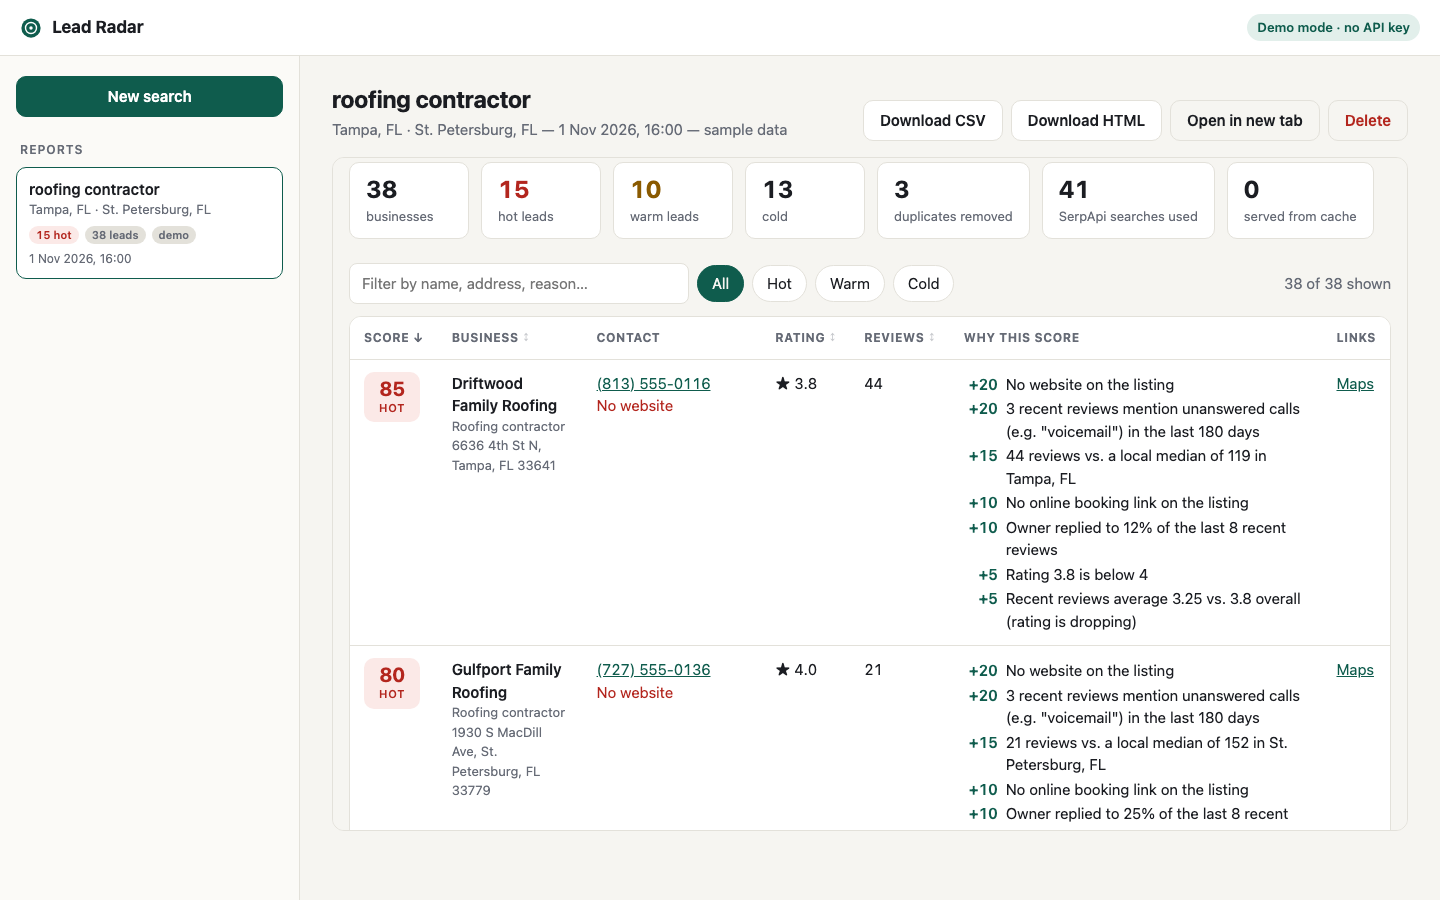 Lead Radar
Demo mode · no API key
New search
REPORTS
roofing contractor
Tampa, FL · St. Petersburg, FL
15 hot 38 leads demo
1 Nov 2026, 16:00
roofing contractor
Tampa, FL · St. Petersburg, FL — 1 Nov 2026, 16:00 — sample data
Download CSV Download HTML Open in new tab Delete
38 15 10 13 3 41 0
businesses hot leads warm leads cold duplicates removed SerpApi searches used served from cache
Filter by name, address, reason...
All Hot Warm Cold
38 of 38 shown
SCORE ↓ BUSINESS ↕ CONTACT RATING ↕ REVIEWS ↕ WHY THIS SCORE LINKS
85
HOT
Driftwood
Family Roofing
Roofing contractor
6636 4th St N,
Tampa, FL 33641
(813) 555-0116
No website
★ 3.8
44
+20 No website on the listing
+20 3 recent reviews mention unanswered calls
(e.g. "voicemail") in the last 180 days
+15 44 reviews vs. a local median of 119 in
Tampa, FL
+10 No online booking link on the listing
+10 Owner replied to 12% of the last 8 recent
reviews
+5 Rating 3.8 is below 4
+5 Recent reviews average 3.25 vs. 3.8 overall
(rating is dropping)
Maps
80
HOT
Gulfport Family
Roofing
Roofing contractor
1930 S MacDill
Ave, St.
Petersburg, FL
33779
(727) 555-0136
No website
★ 4.0
21
+20 No website on the listing
+20 3 recent reviews mention unanswered calls
(e.g. "voicemail") in the last 180 days
+15 21 reviews vs. a local median of 152 in St.
Petersburg, FL
+10 No online booking link on the listing
+10 Owner replied to 25% of the last 8 recent
Maps